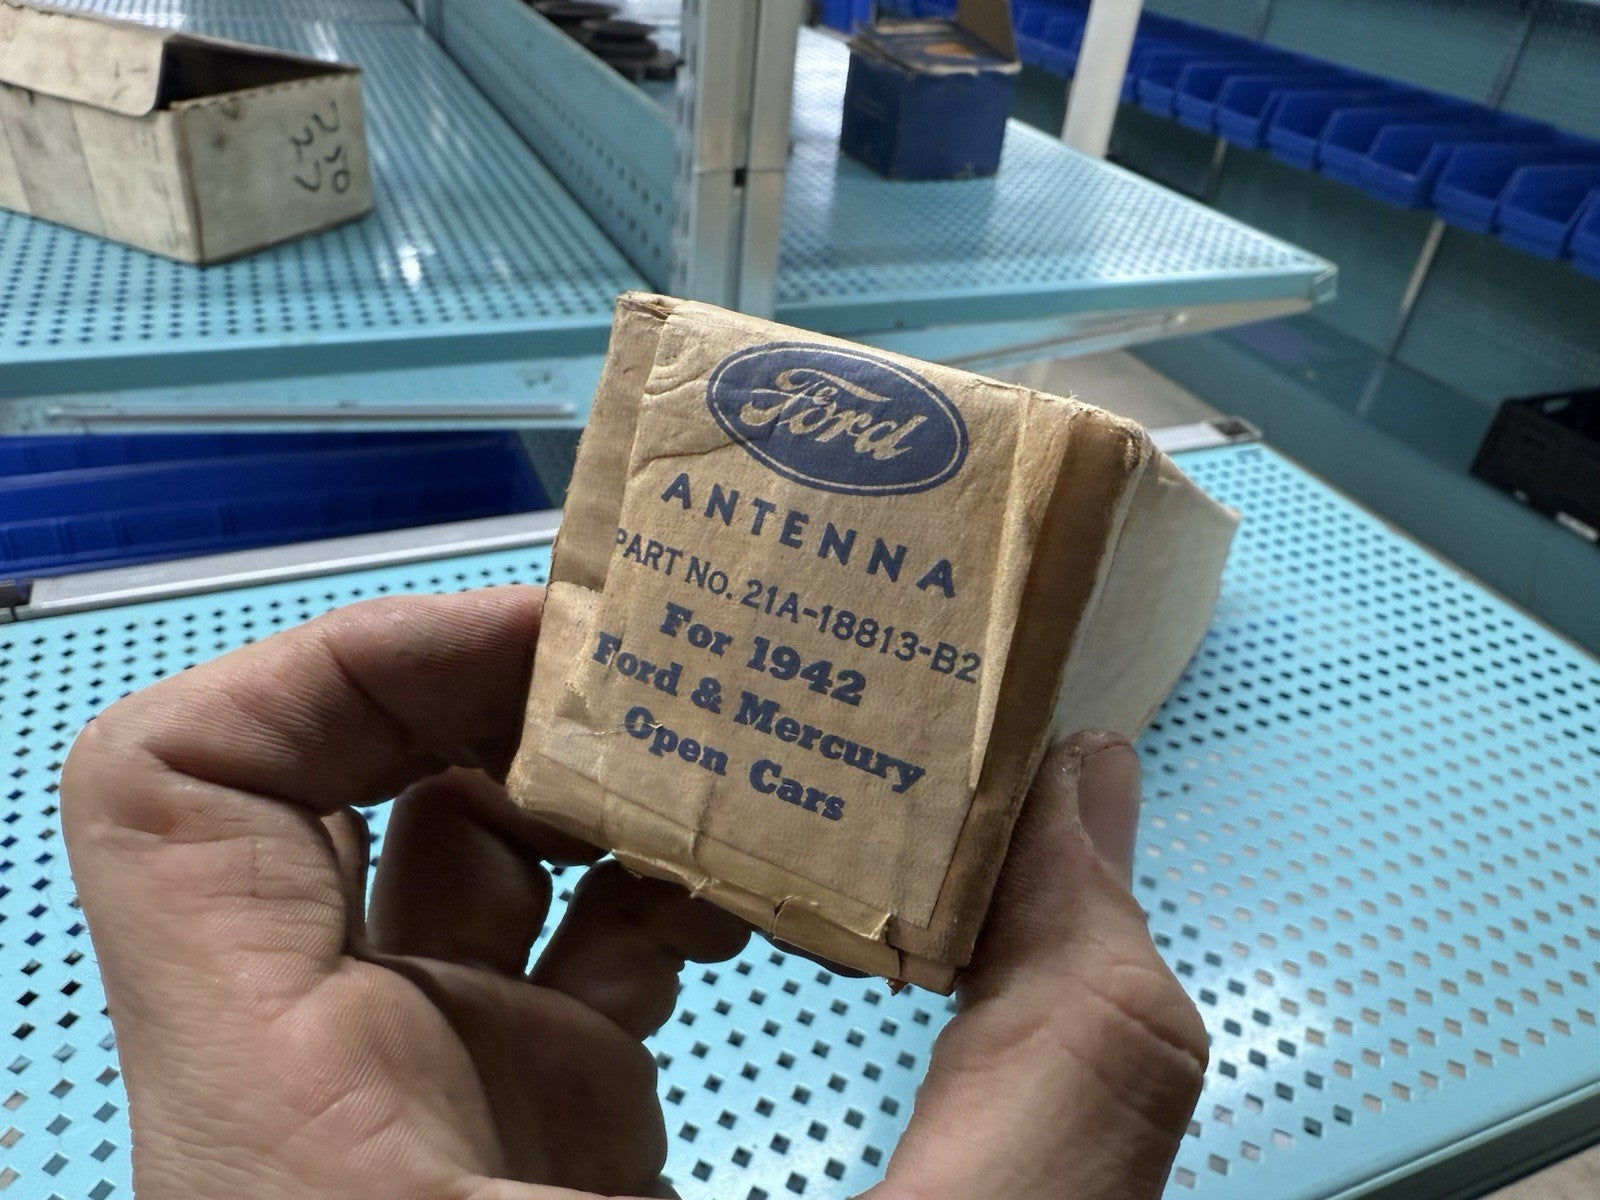 Ford
ANTENNA
PART NO. 21A-18813-B2
For 1942
Ford & Mercury
Open Cars